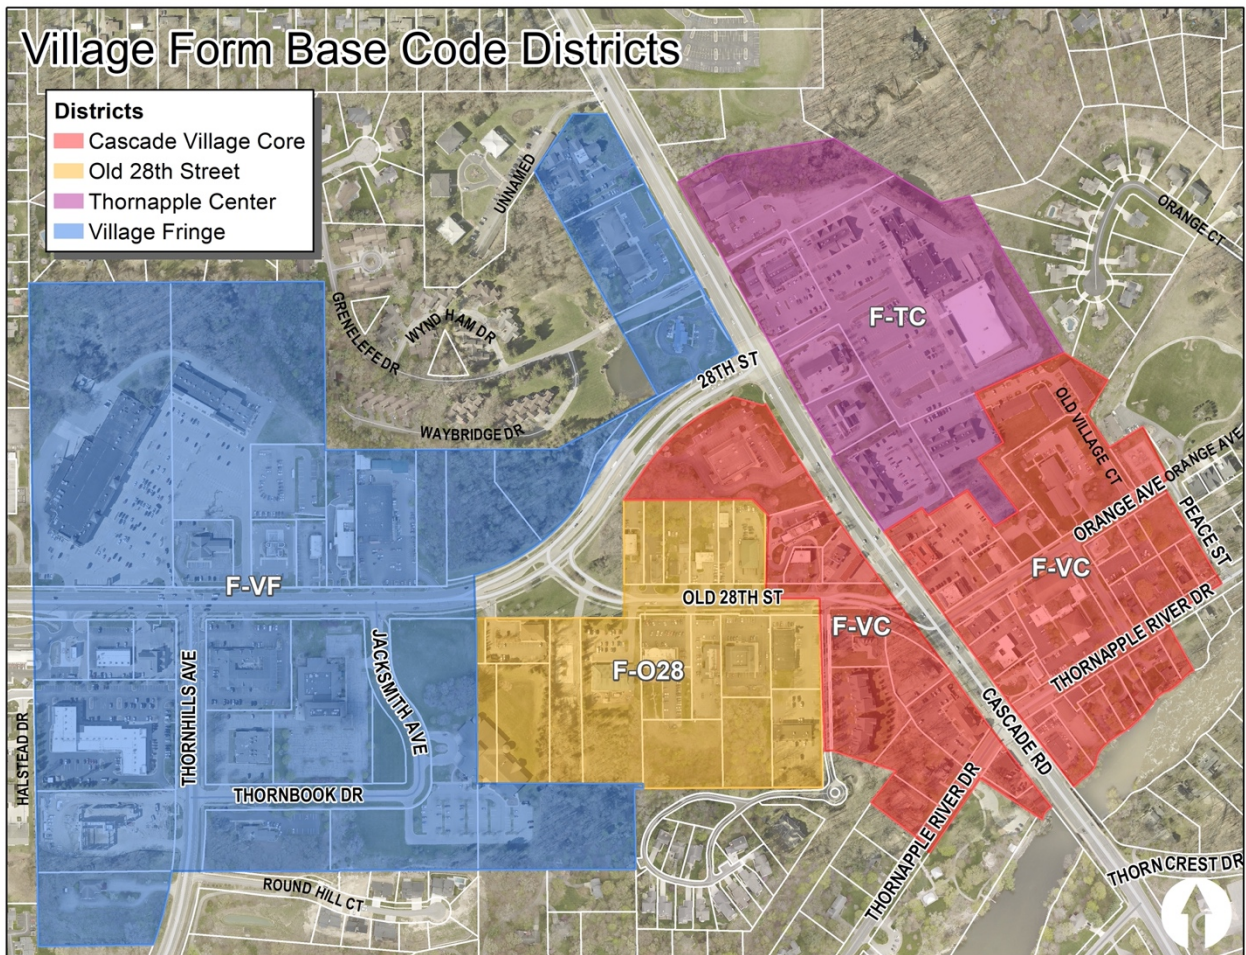 Village Form Base Code Districts
Districts
Cascade Village Core
Old 28th Street
Thornapple Center
Village Fringe
UNNAMED
ORANGE CT
GRENELEFE DR
WYNDHAM DR
F-TC
28TH ST
WAYBRIDGE DR
OLD VILLAGE CT
ORANGE AVE
ORANGE AVE
PEACE ST
F-VF
F-VC
OLD 28TH ST
F-VC
THORNAPPLE RIVER DR
JACKSMITH AVE
F-O28
THORNHILLS AVE
HALSTEAD DR
CASCADE RD
THORNBOOK DR
THORNAPPLE RIVER DR
THORN CREST DR
ROUND HILL CT